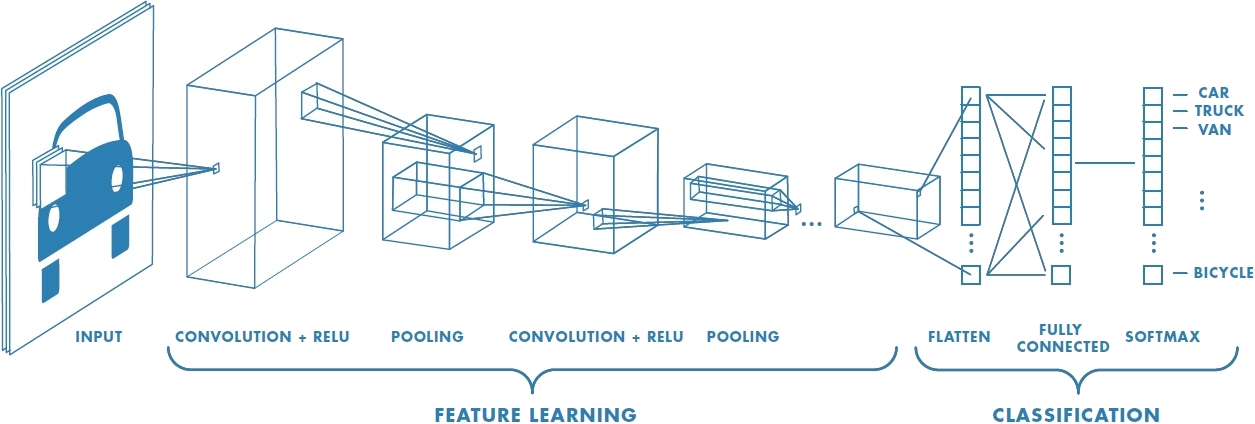 CAR
TRUCK
VAN
BICYCLE
INPUT
CONVOLUTION + RELU
POOLING
CONVOLUTION + RELU
POOLING
FLATTEN
FULLY
CONNECTED
SOFTMAX
FEATURE LEARNING
CLASSIFICATION